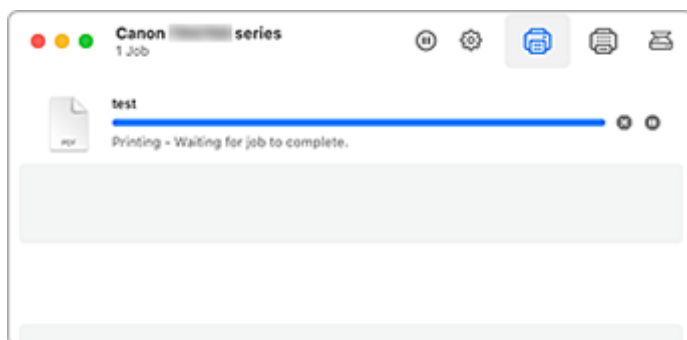 Canon series
1 Job
test
Printing - Waiting for job to complete.
PDF